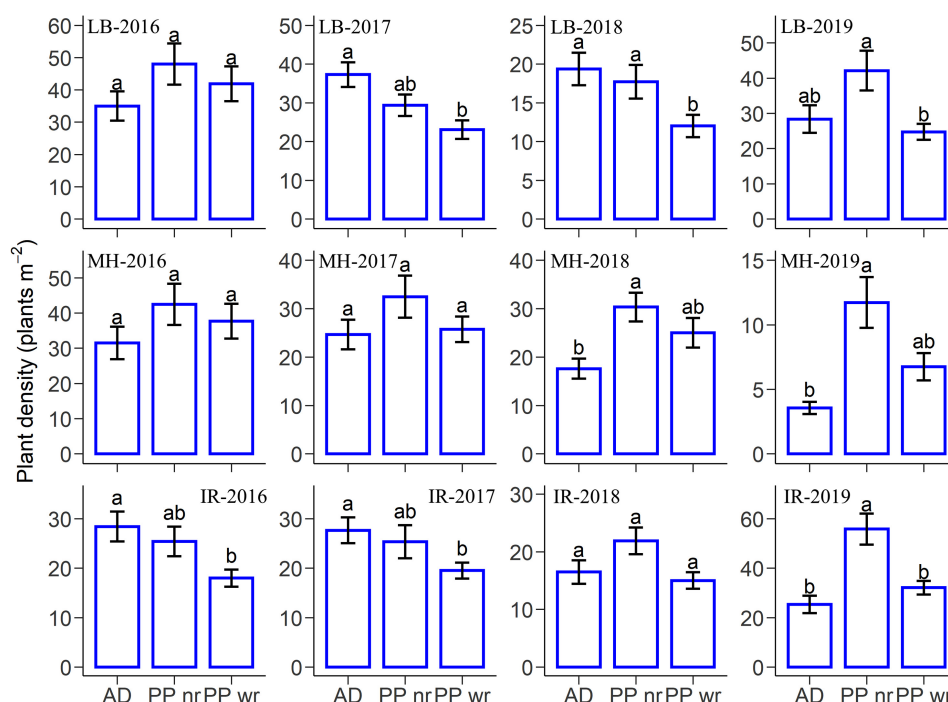 Plant density (plants m⁻²)
LB-2016
60
50
40
30
20
10
0
a
a
a
LB-2017
50
40
30
20
10
0
a
ab
b
LB-2018
25
20
15
10
5
0
a
a
b
LB-2019
50
40
30
20
10
0
ab
a
b
MH-2016
50
40
30
20
10
0
a
a
a
MH-2017
40
30
20
10
0
a
a
a
MH-2018
40
30
20
10
0
b
a
ab
MH-2019
15
10
5
0
b
a
ab
IR-2016
30
20
10
0
a
ab
b
AD PP nr PP wr
IR-2017
30
20
10
0
a
ab
b
AD PP nr PP wr
IR-2018
30
20
10
0
a
a
a
AD PP nr PP wr
IR-2019
60
40
20
0
b
a
b
AD PP nr PP wr